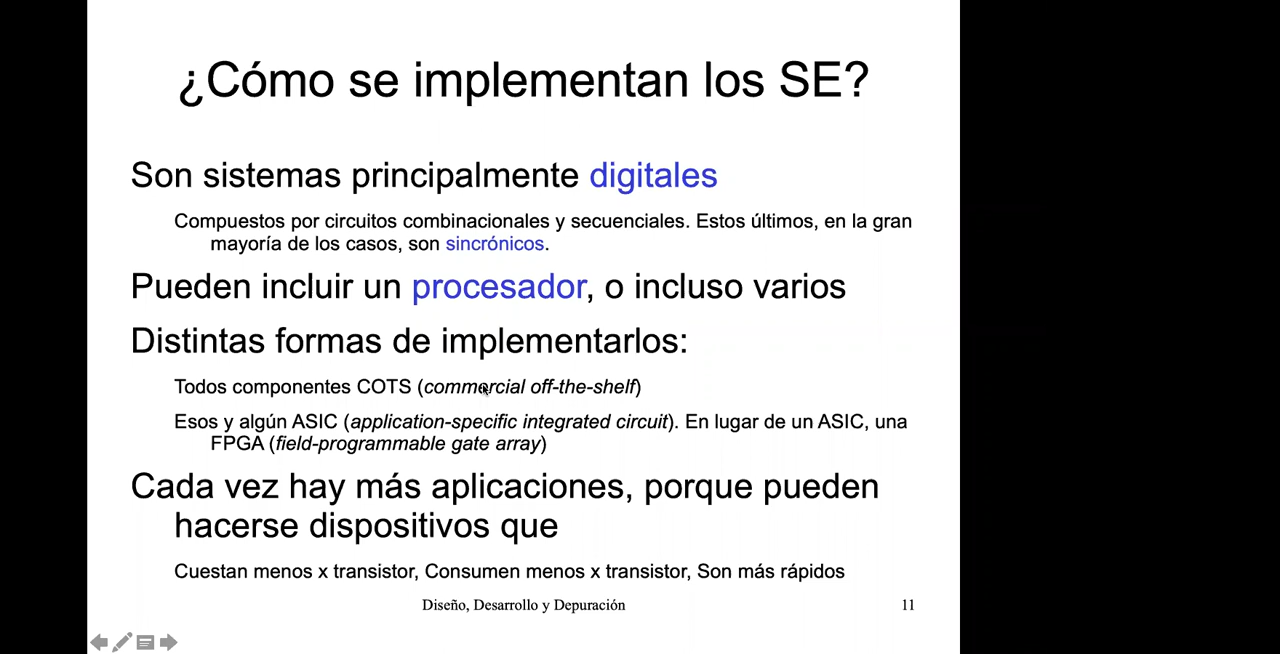 ¿Cómo se implementan los SE?
Son sistemas principalmente digitales
Compuestos por circuitos combinacionales y secuenciales. Estos últimos, en la gran
mayoría de los casos, son sincrónicos.
Pueden incluir un procesador, o incluso varios
Distintas formas de implementarlos:
Todos componentes COTS (commercial off-the-shelf)
Esos y algún ASIC (application-specific integrated circuit). En lugar de un ASIC, una
FPGA (field-programmable gate array)
Cada vez hay más aplicaciones, porque pueden
hacerse dispositivos que
Cuestan menos x transistor, Consumen menos x transistor, Son más rápidos
Diseño, Desarrollo y Depuración 11